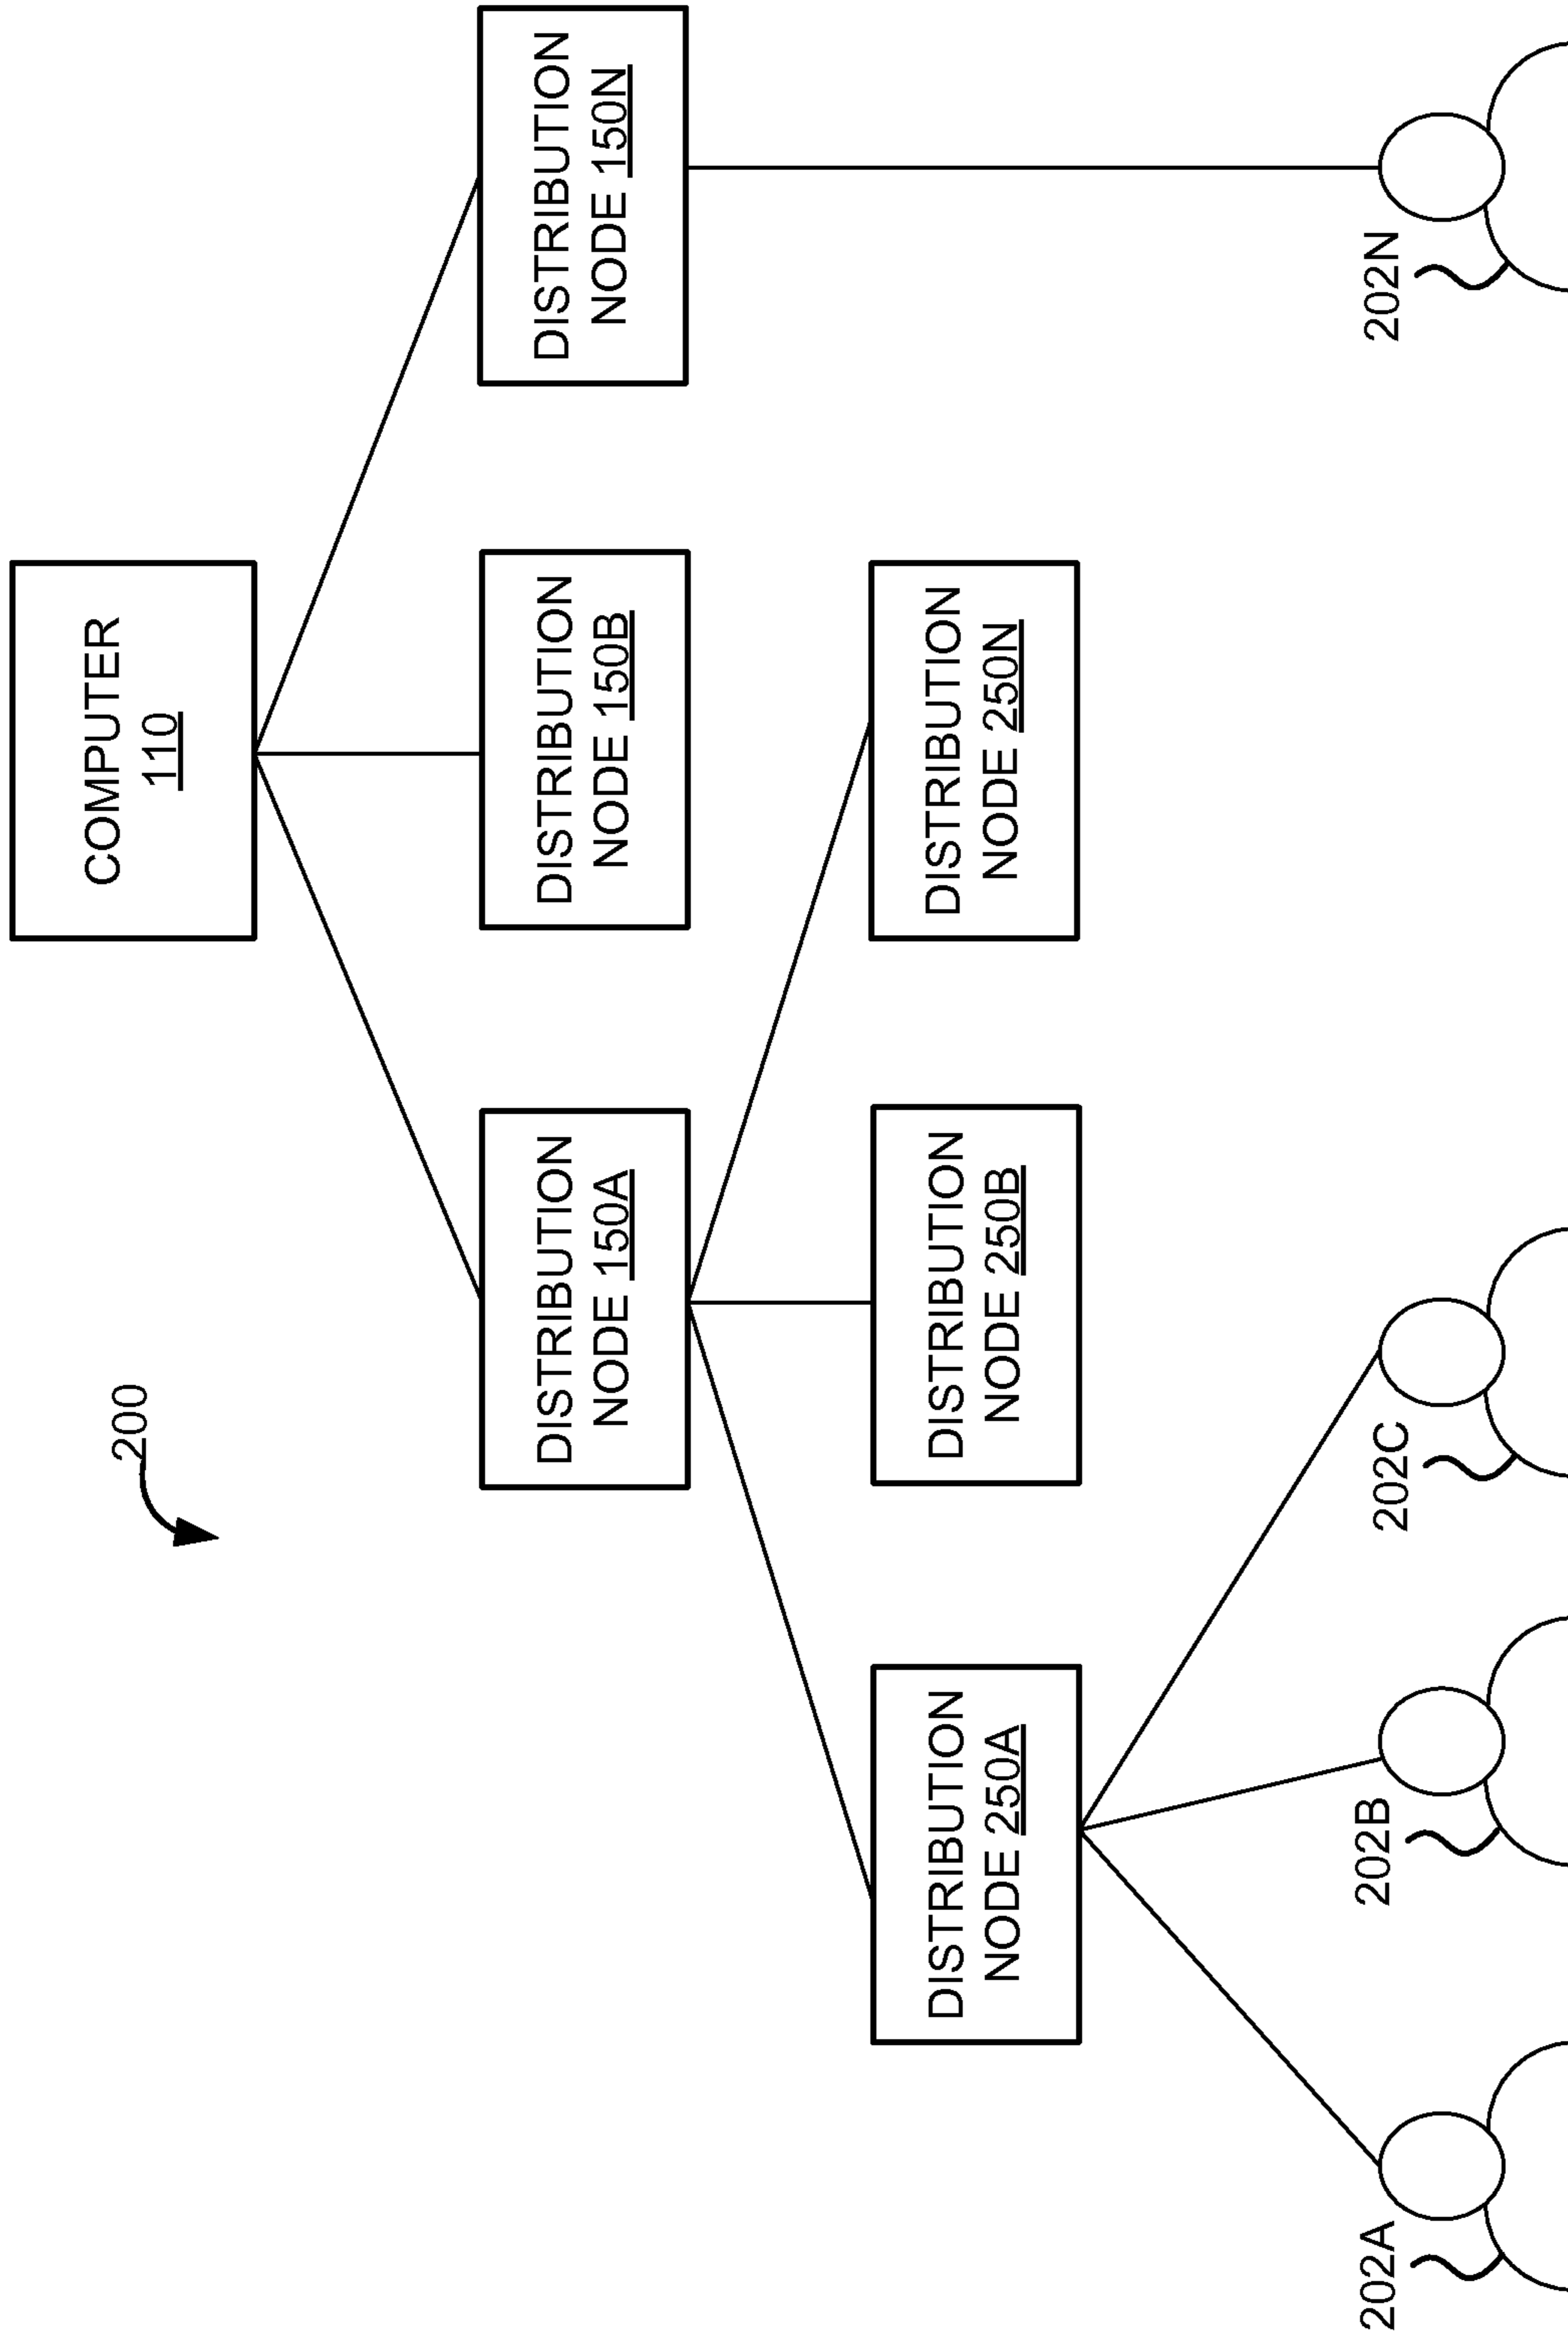 200
COMPUTER
110
DISTRIBUTION
NODE 150A
DISTRIBUTION
NODE 150B
DISTRIBUTION
NODE 150N
DISTRIBUTION
NODE 250A
DISTRIBUTION
NODE 250B
DISTRIBUTION
NODE 250N
202A
202B
202C
202N